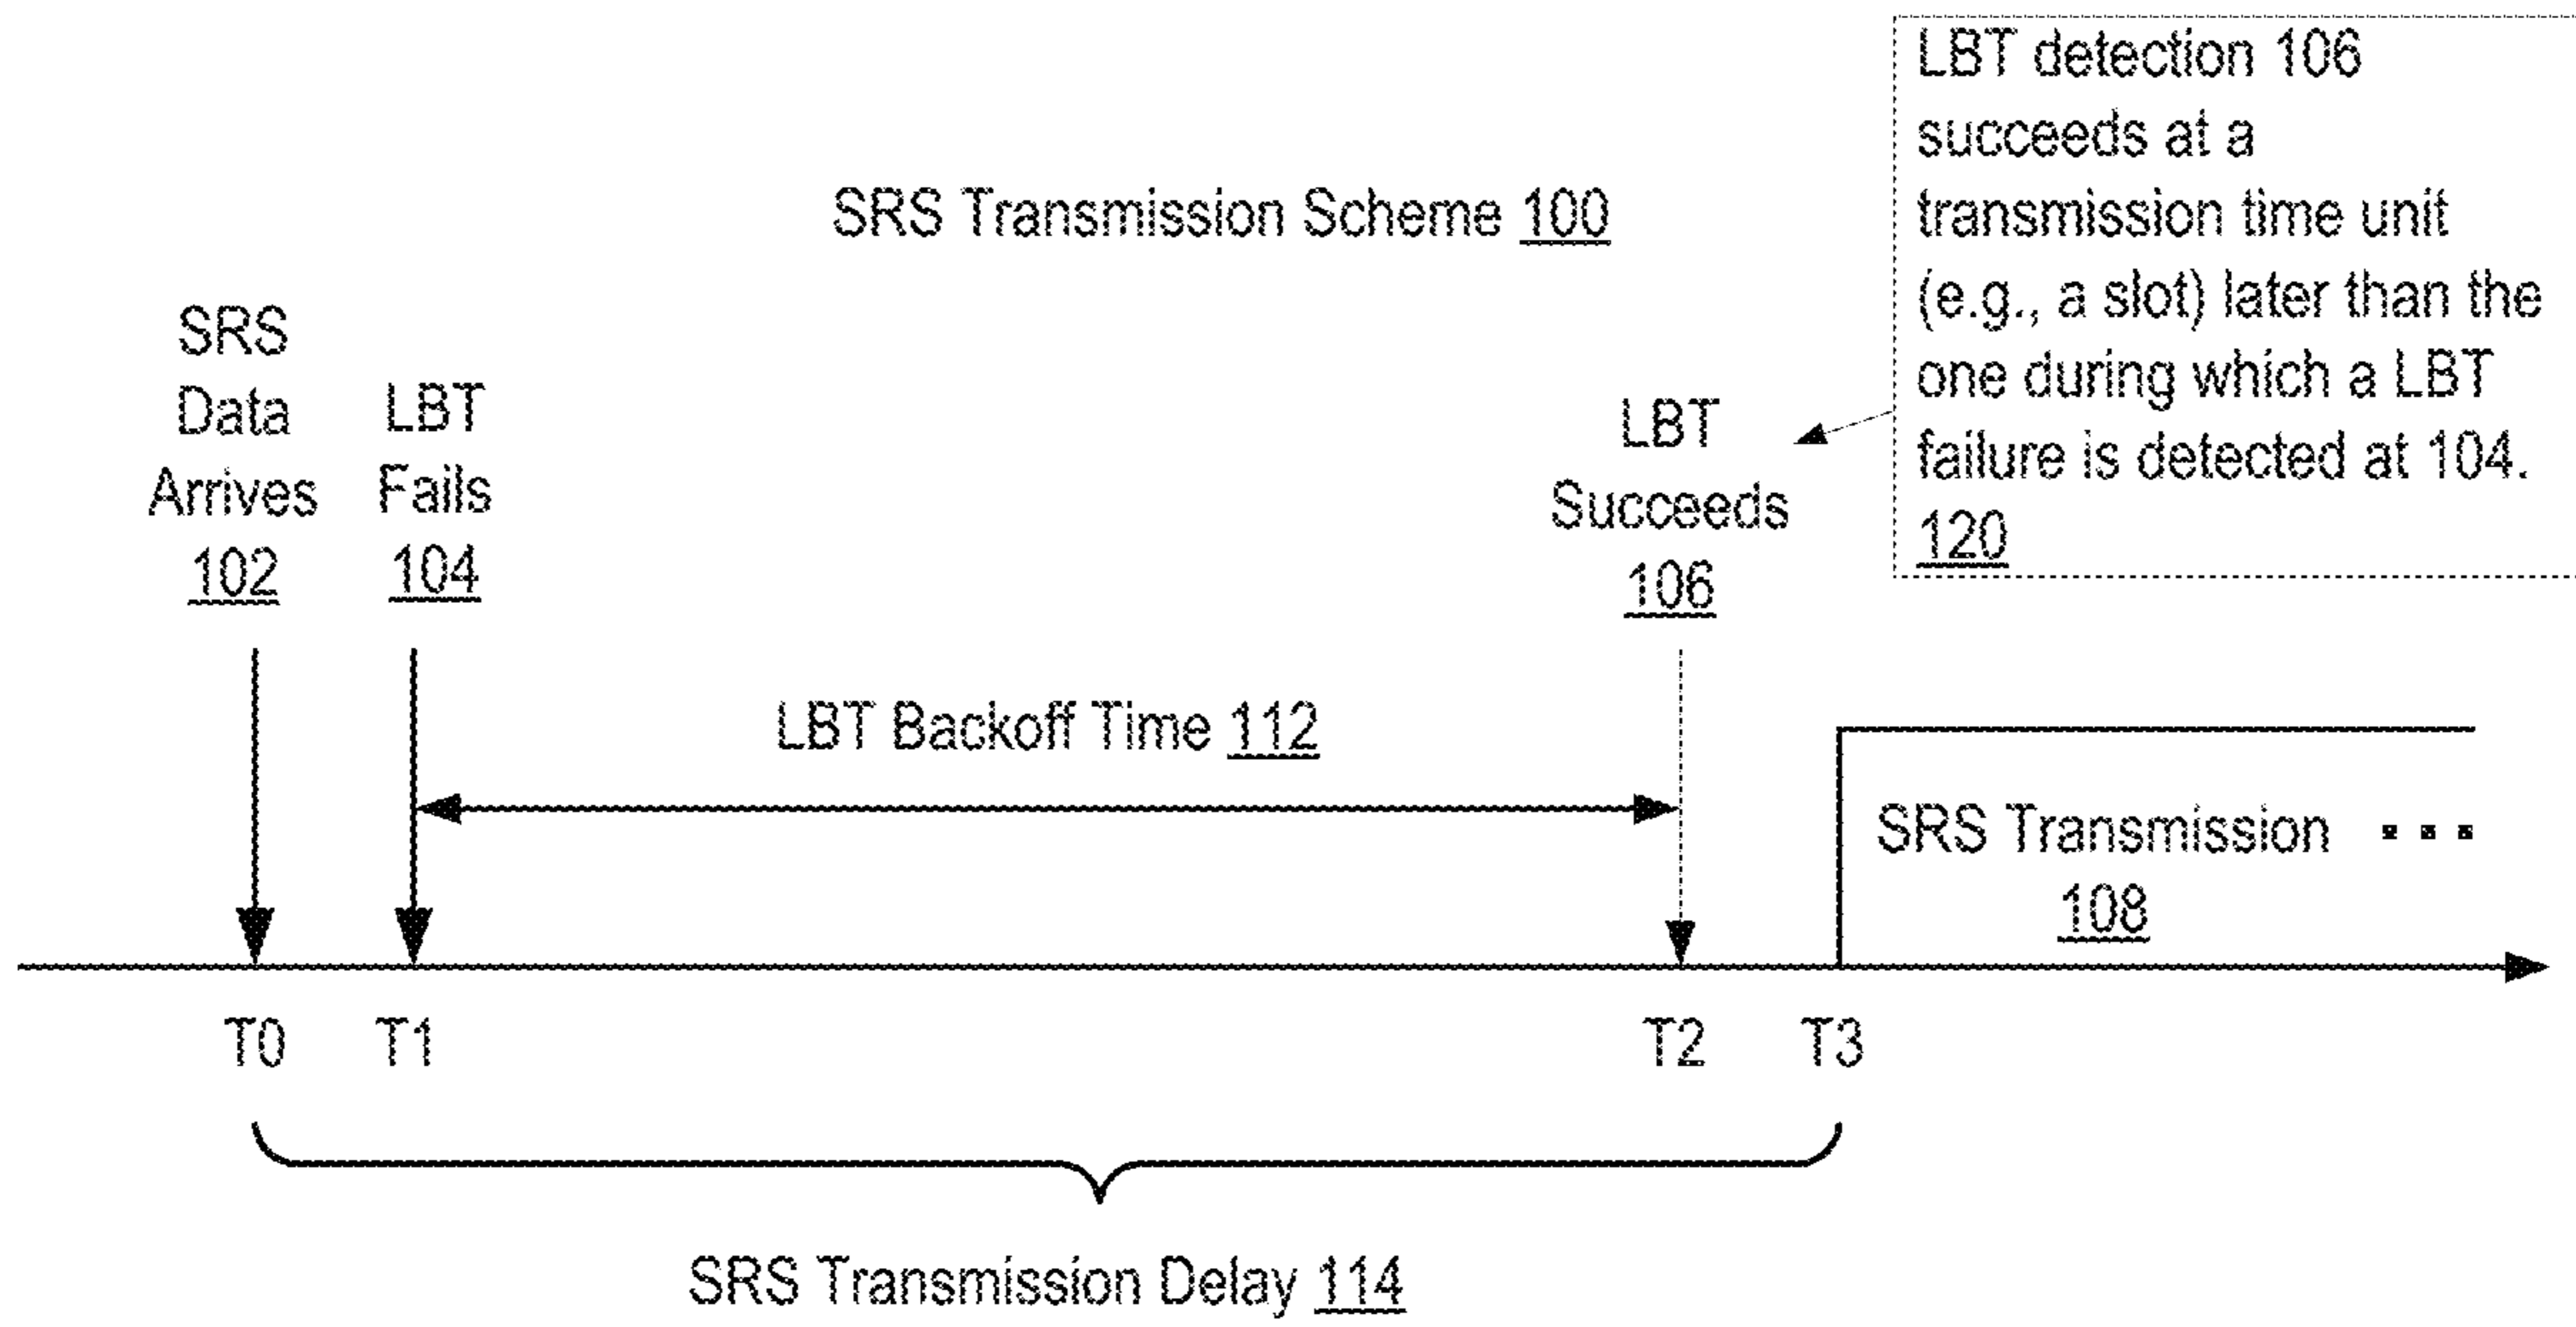 SRS Transmission Scheme 100
LBT detection 106
succeeds at a
transmission time unit
(e.g., a slot) later than the
one during which a LBT
failure is detected at 104.
120
SRS
Data
Arrives
102
LBT
Fails
104
LBT
Succeeds
106
LBT Backoff Time 112
SRS Transmission ...
108
T0
T1
T2
T3
SRS Transmission Delay 114